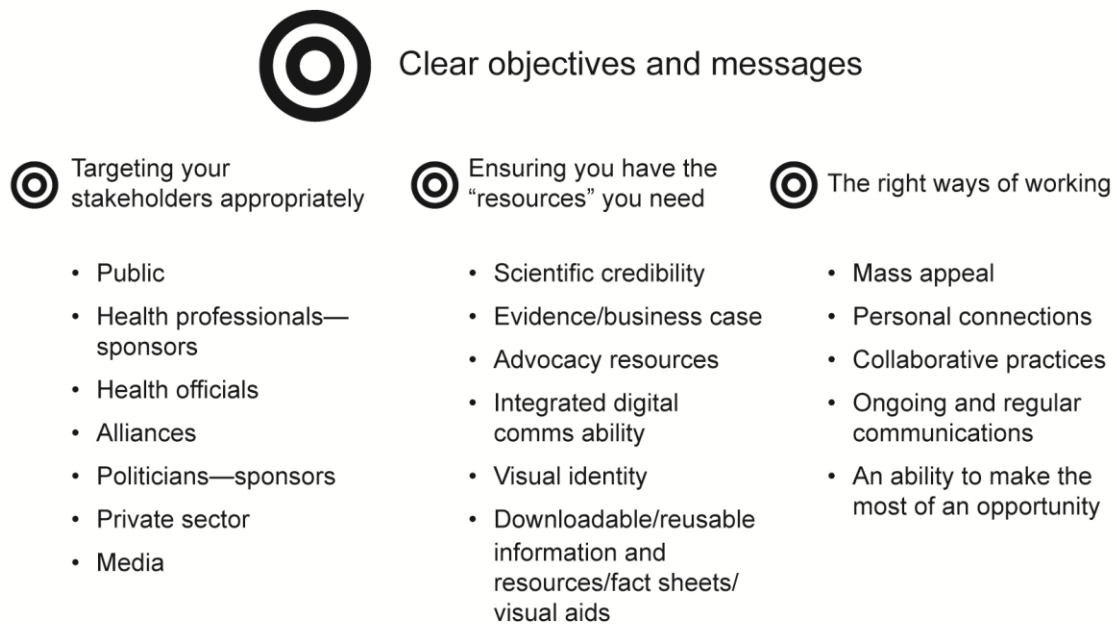 Clear objectives and messages
Targeting your
stakeholders appropriately
• Public
• Health professionals—
sponsors
• Health officials
• Alliances
• Politicians—sponsors
• Private sector
• Media
Ensuring you have the
“resources” you need
• Scientific credibility
• Evidence/business case
• Advocacy resources
• Integrated digital
comms ability
• Visual identity
• Downloadable/reusable
information and
resources/fact sheets/
visual aids
The right ways of working
• Mass appeal
• Personal connections
• Collaborative practices
• Ongoing and regular
communications
• An ability to make the
most of an opportunity